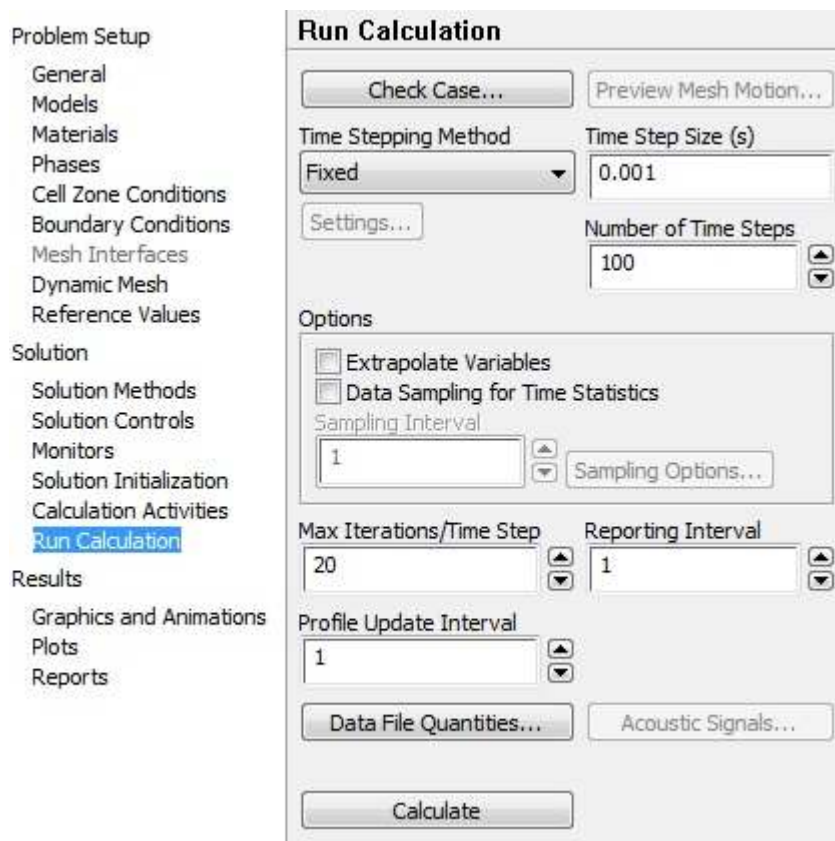 Problem Setup
General
Models
Materials
Phases
Cell Zone Conditions
Boundary Conditions
Mesh Interfaces
Dynamic Mesh
Reference Values
Solution
Solution Methods
Solution Controls
Monitors
Solution Initialization
Calculation Activities
Run Calculation
Results
Graphics and Animations
Plots
Reports
Run Calculation
Check Case... Preview Mesh Motion...
Time Stepping Method Time Step Size (s)
Fixed 0.001
Settings... Number of Time Steps
100
Options
Extrapolate Variables
Data Sampling for Time Statistics
Sampling Interval
1 Sampling Options...
Max Iterations/Time Step Reporting Interval
20 1
Profile Update Interval
1
Data File Quantities... Acoustic Signals...
Calculate